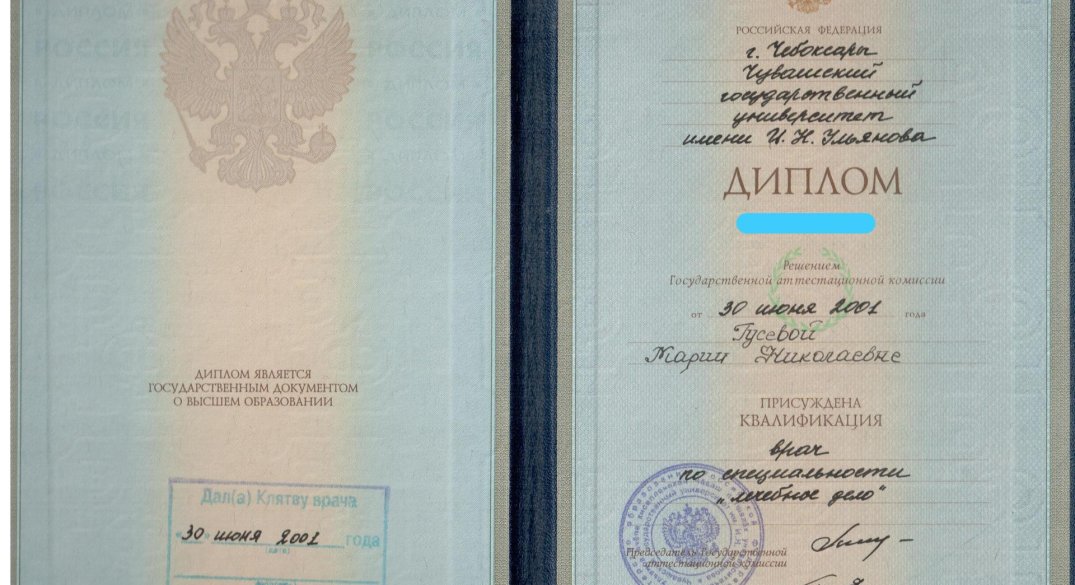 ДИПЛОМ ЯВЛЯЕТСЯ
ГОСУДАРСТВЕННЫМ ДОКУМЕНТОМ
О ВЫСШЕМ ОБРАЗОВАНИИ
Дал(а) Клятву врача
"30" июня 2001 года
(дата)
РОССИЙСКАЯ ФЕДЕРАЦИЯ
г. Чебоксары
Чувашский
государственный
университет
имени И. Н. Ульянова
ДИПЛОМ
Решением
Государственной аттестационной комиссии
от 30 июня 2001 года
Гусевой
Марии Николаевне
ПРИСУЖДЕНА
КВАЛИФИКАЦИЯ
врач
по специальности
"лечебное дело"
Председатель Государственной
аттестационной комиссии